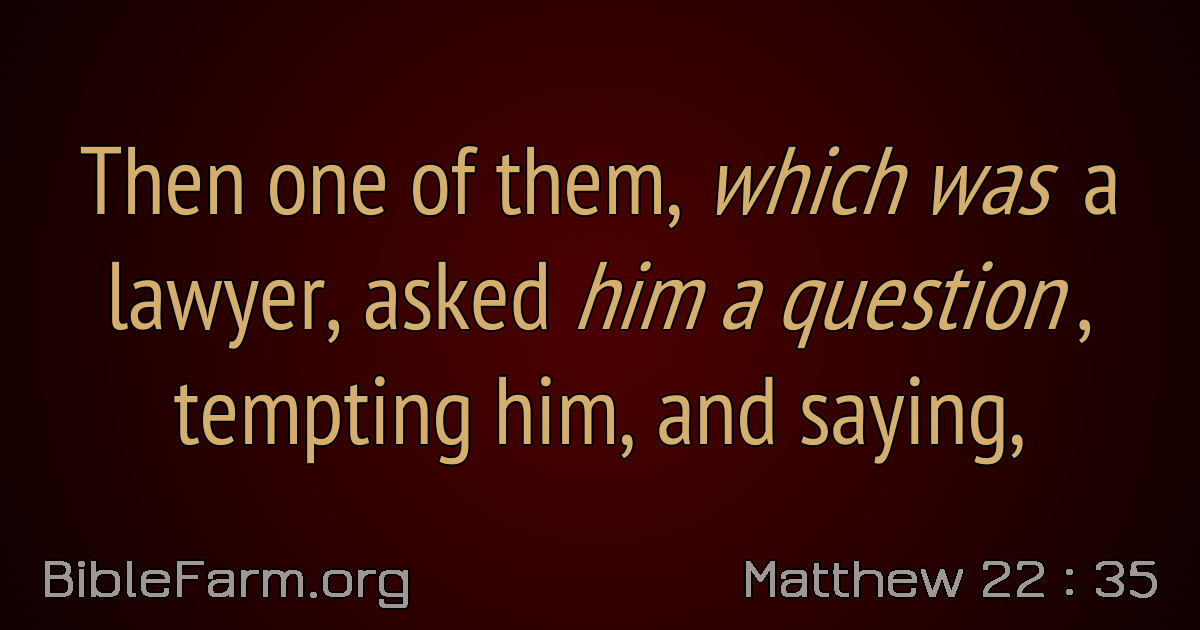 Then one of them, which was a
lawyer, asked him a question,
tempting him, and saying,
BibleFarm.org
Matthew 22 : 35